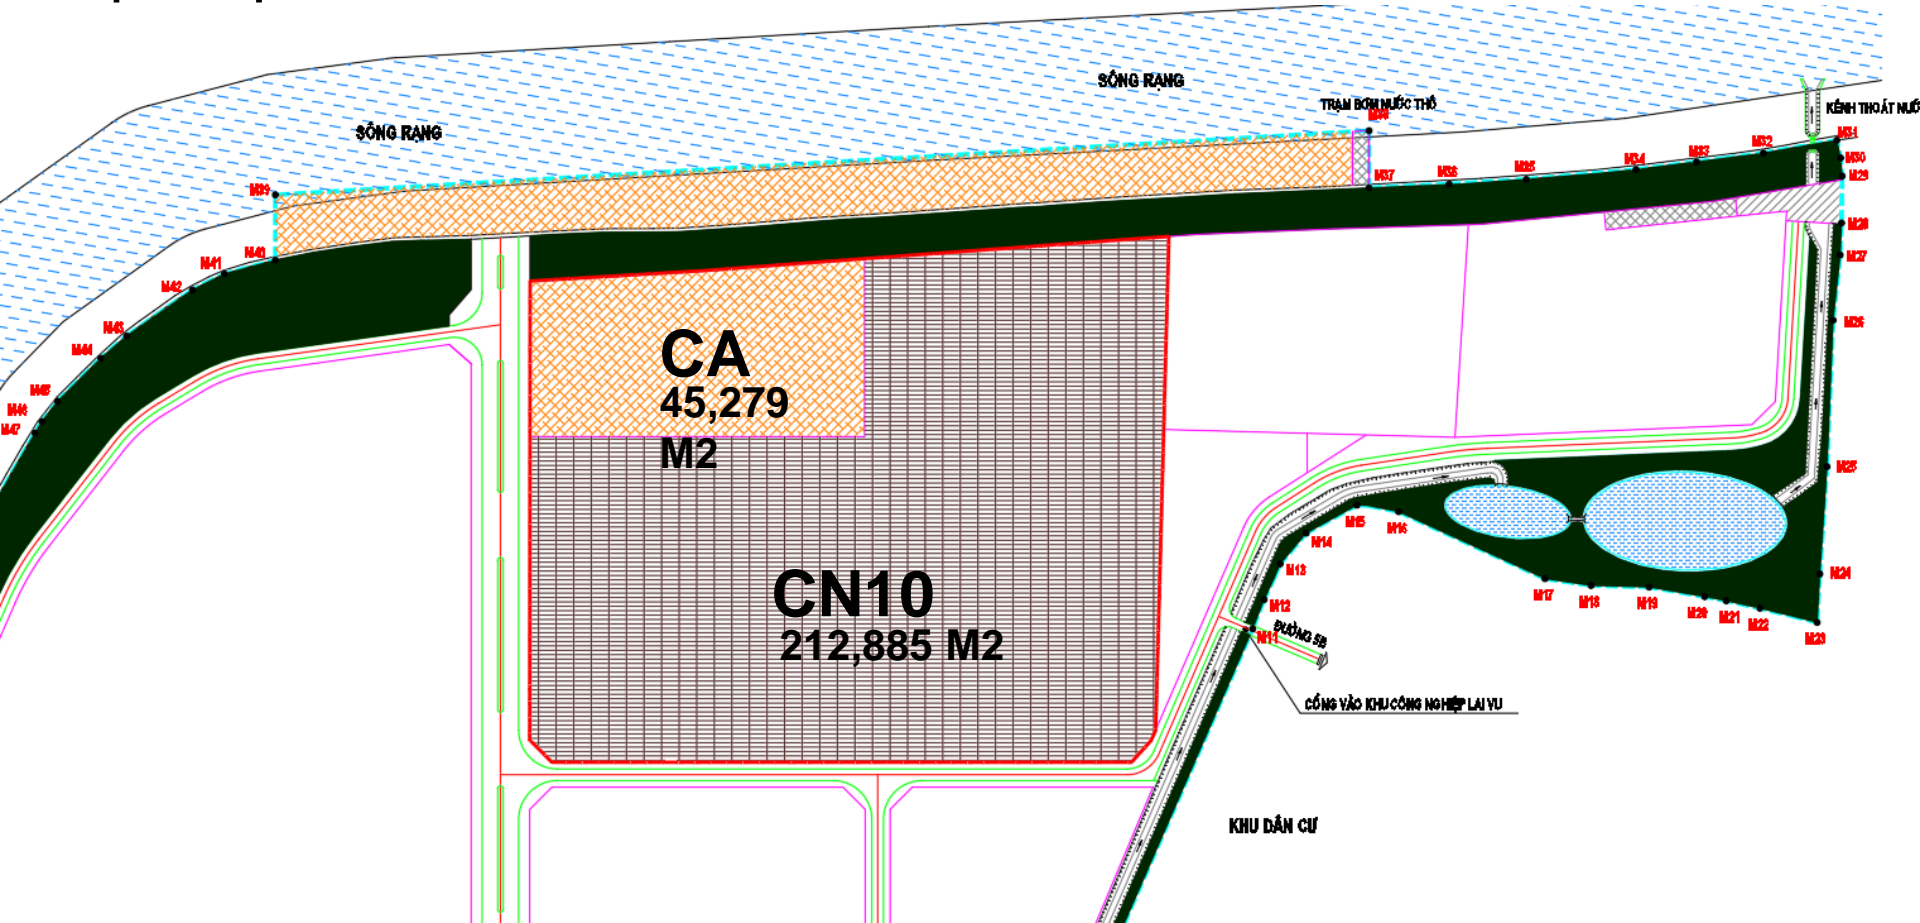 SÔNG RẠNG
SÔNG RẠNG
TRẠM BƠM NƯỚC THÔ
M38
KÊNH THOÁT NƯỚ
M31
M32
M33
M30
M34
M29
M35
M36
M37
M39
M28
M40
M27
M41
M42
M26
M43
M44
CA
45,279
M2
M45
M46
M47
M25
M15
M16
M14
M13
M24
CN10
212,885 M2
M17
M18
M19
M20
M21
M22
M12
M11
ĐƯỜNG 5B
M23
CỔNG VÀO KHU CÔNG NGHIỆP LAI VU
KHU DÂN CƯ